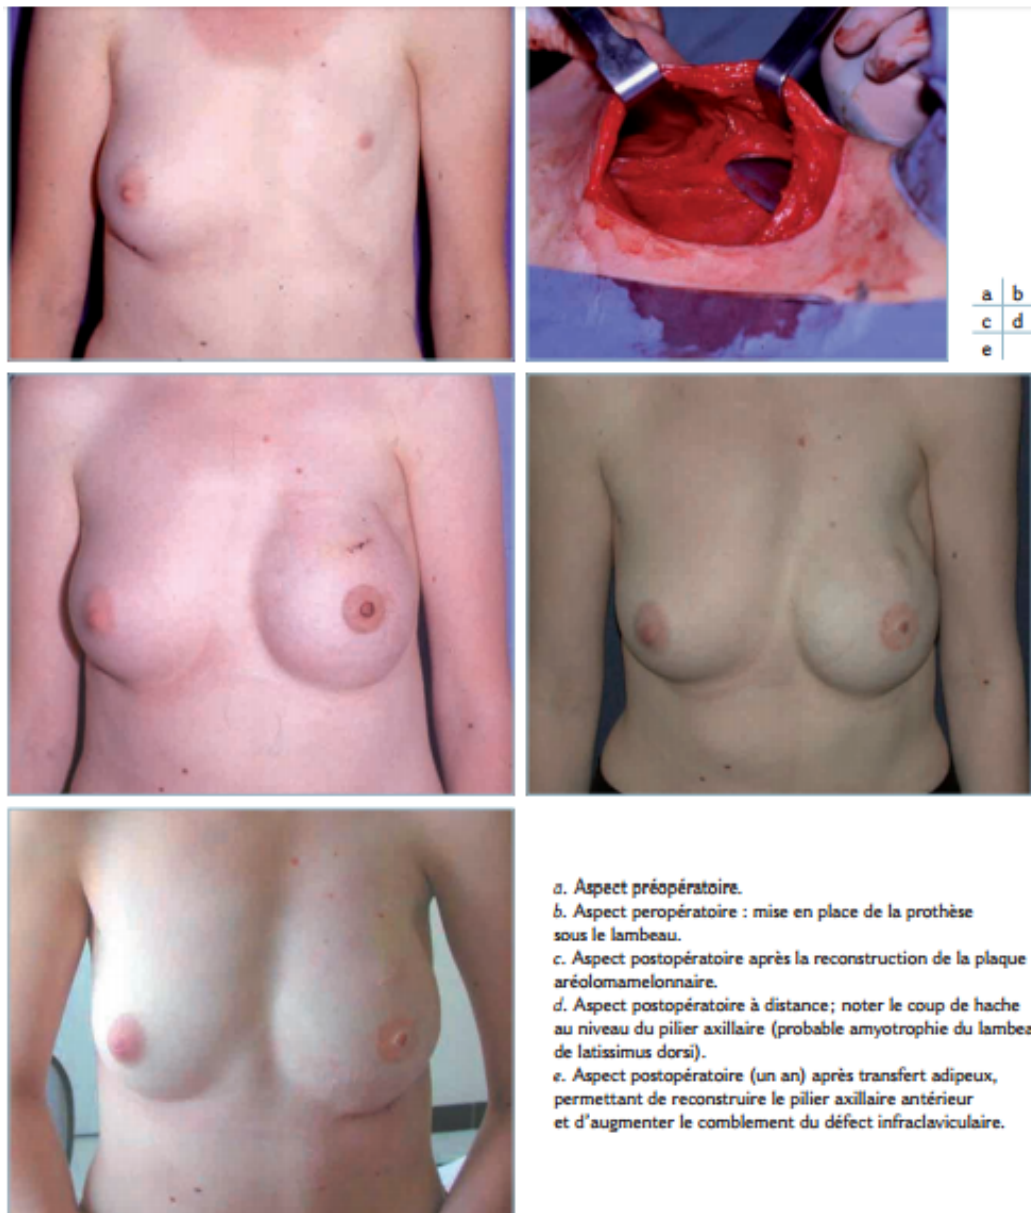 a b
c d
e
a. Aspect préopératoire.
b. Aspect peropératoire : mise en place de la prothèse
sous le lambeau.
c. Aspect postopératoire après la reconstruction de la plaque
aréolomamelonnaire.
d. Aspect postopératoire à distance; noter le coup de hache
au niveau du pilier axillaire (probable amyotrophie du lambea
de latissimus dorsi).
e. Aspect postopératoire (un an) après transfert adipeux,
permettant de reconstruire le pilier axillaire antérieur
et d'augmenter le comblement du défect infraclaviculaire.